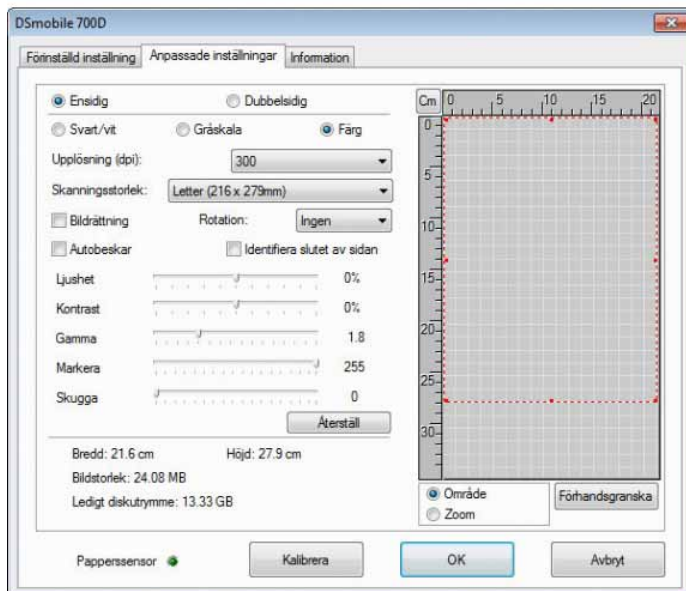 DSmobile 700D
Förinställd inställning Anpassade inställningar Information
Ensidig Dubbelsidig
Svart/vit Gråskala Färg
Upplösning (dpi): 300
Skanningsstorlek: Letter (216 x 279mm)
Bildrättning Rotation: Ingen
Autobeskar Identifiera slutet av sidan
Ljushet 0%
Kontrast 0%
Gamma 1.8
Markera 255
Skugga 0
Återställ
Bredd: 21.6 cm Höjd: 27.9 cm
Bildstorlek: 24.08 MB
Ledigt diskutrymme: 13.33 GB
Cm 0 5 10 15 20
0
5
10
15
20
25
30
Område
Zoom
Förhandsgranska
Papperssensor Kalibrera OK Avbryt